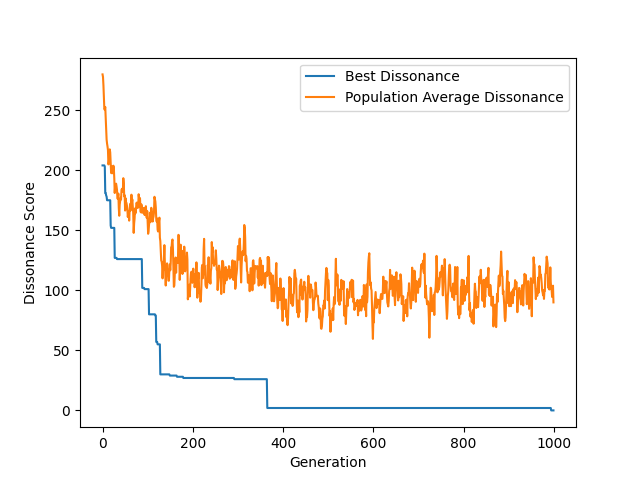 Best Dissonance
Population Average Dissonance
Dissonance Score
250
200
150
100
50
0
0 200 400 600 800 1000
Generation